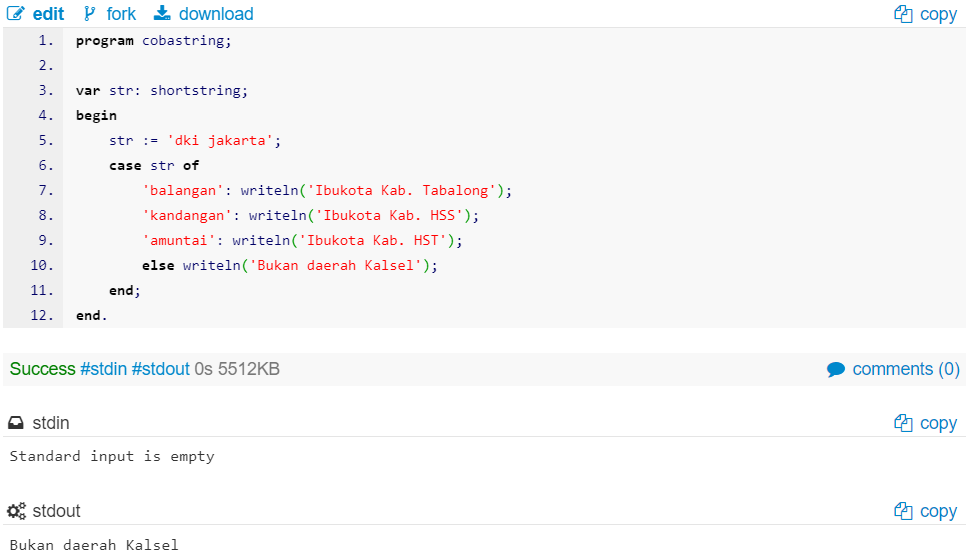 edit fork download copy
1. program cobastring;
2.
3. var str: shortstring;
4. begin
5. str := 'dki jakarta';
6. case str of
7. 'balangan': writeln('Ibukota Kab. Tabalong');
8. 'kandangan': writeln('Ibukota Kab. HSS');
9. 'amuntai': writeln('Ibukota Kab. HST');
10. else writeln('Bukan daerah Kalsel');
11. end;
12. end.
Success #stdin #stdout 0s 5512KB comments (0)
stdin copy
Standard input is empty
stdout copy
Bukan daerah Kalsel